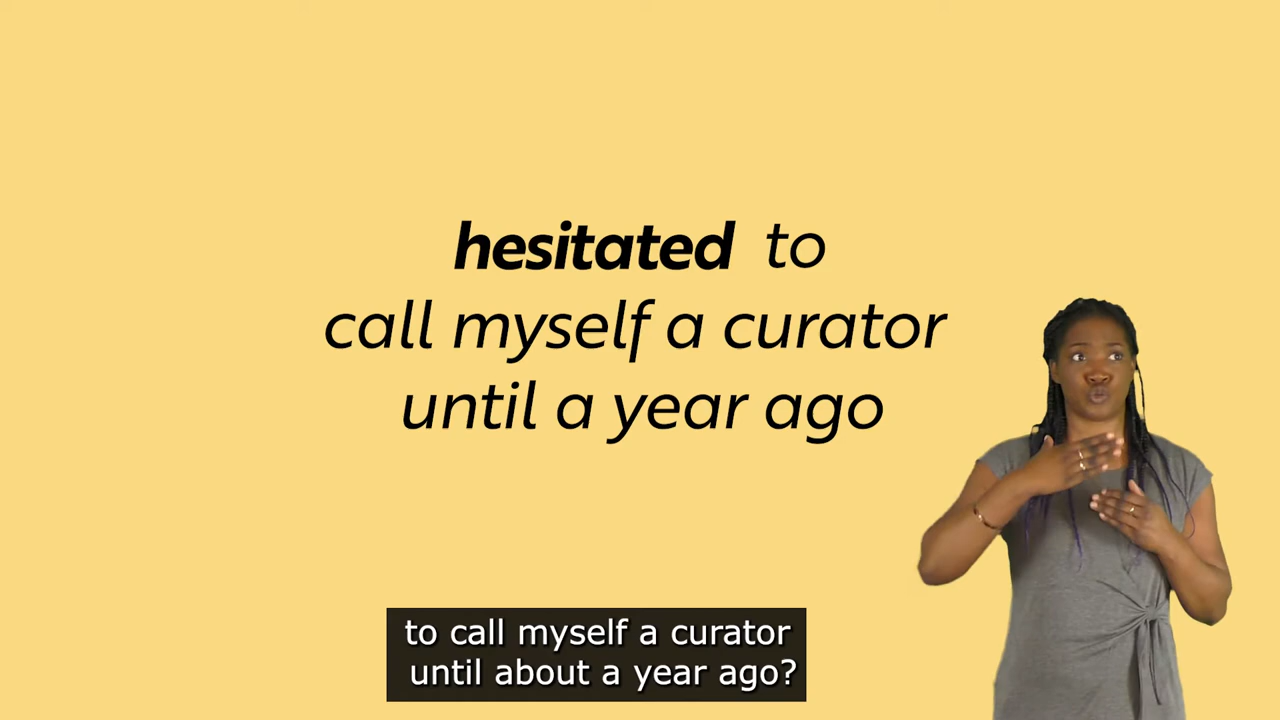 hesitated to
call myself a curator
until a year ago
to call myself a curator
until about a year ago?